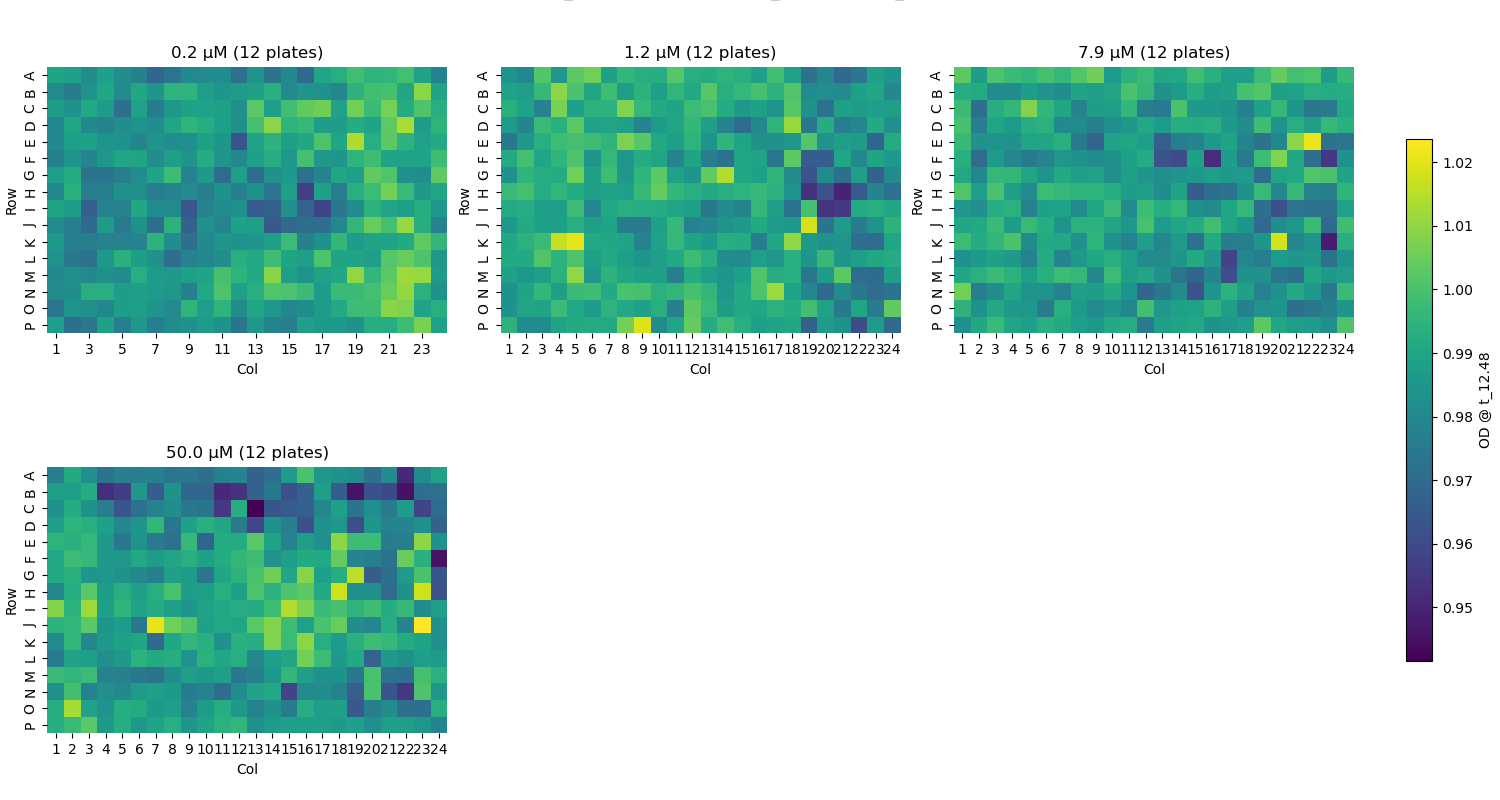 0.2 µM (12 plates)
1.2 µM (12 plates)
7.9 µM (12 plates)
Row
A B C D E F G H I J K L M N O P
Row
A B C D E F G H I J K L M N O P
Row
A B C D E F G H I J K L M N O P
1 3 5 7 9 11 13 15 17 19 21 23
1 2 3 4 5 6 7 8 9 10 11 12 13 14 15 16 17 18 19 20 21 22 23 24
1 2 3 4 5 6 7 8 9 10 11 12 13 14 15 16 17 18 19 20 21 22 23 24
Col
Col
Col
1.02
1.01
1.00
0.99
0.98
0.97
0.96
0.95
OD @ t_12.48
50.0 µM (12 plates)
Row
A B C D E F G H I J K L M N O P
1 2 3 4 5 6 7 8 9 10 11 12 13 14 15 16 17 18 19 20 21 22 23 24
Col